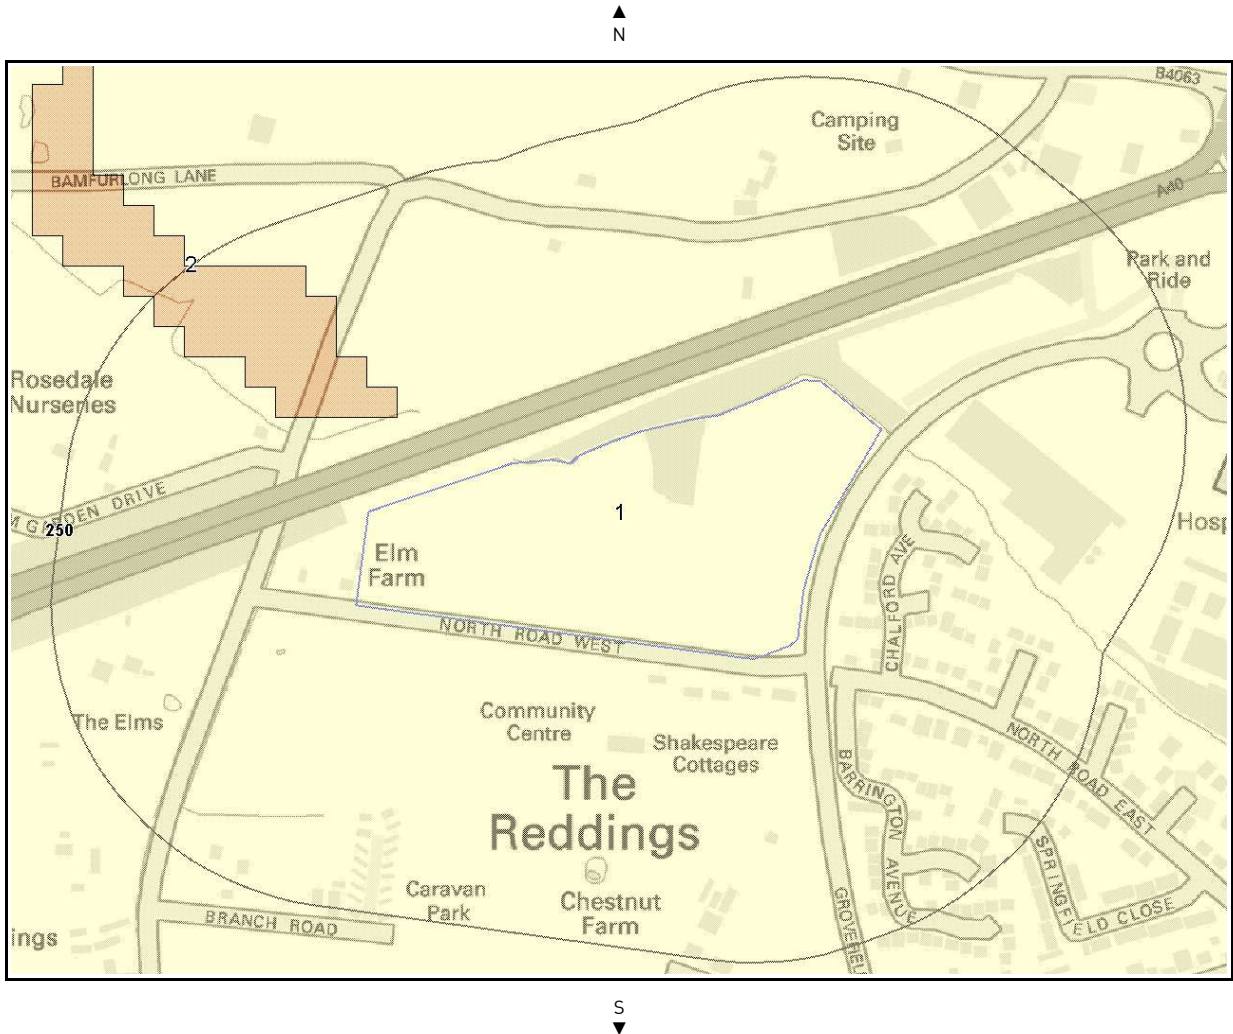 ▲
N
B4063
Camping
Site
BAMFURLONG LANE
A40
Park and
Ride
2
Rosedale
Nurseries
M GARDEN DRIVE
250
1
Hosp
Elm
Farm
CHALFORD AVE
NORTH ROAD WEST
The Elms
Community
Centre
Shakespeare
Cottages
NORTH ROAD EAST
The
Reddings
BARRINGTON AVENUE
SPRINGFIELD CLOSE
Caravan
Park
Chestnut
Farm
GROVEFIEL
BRANCH ROAD
ings
S
▼